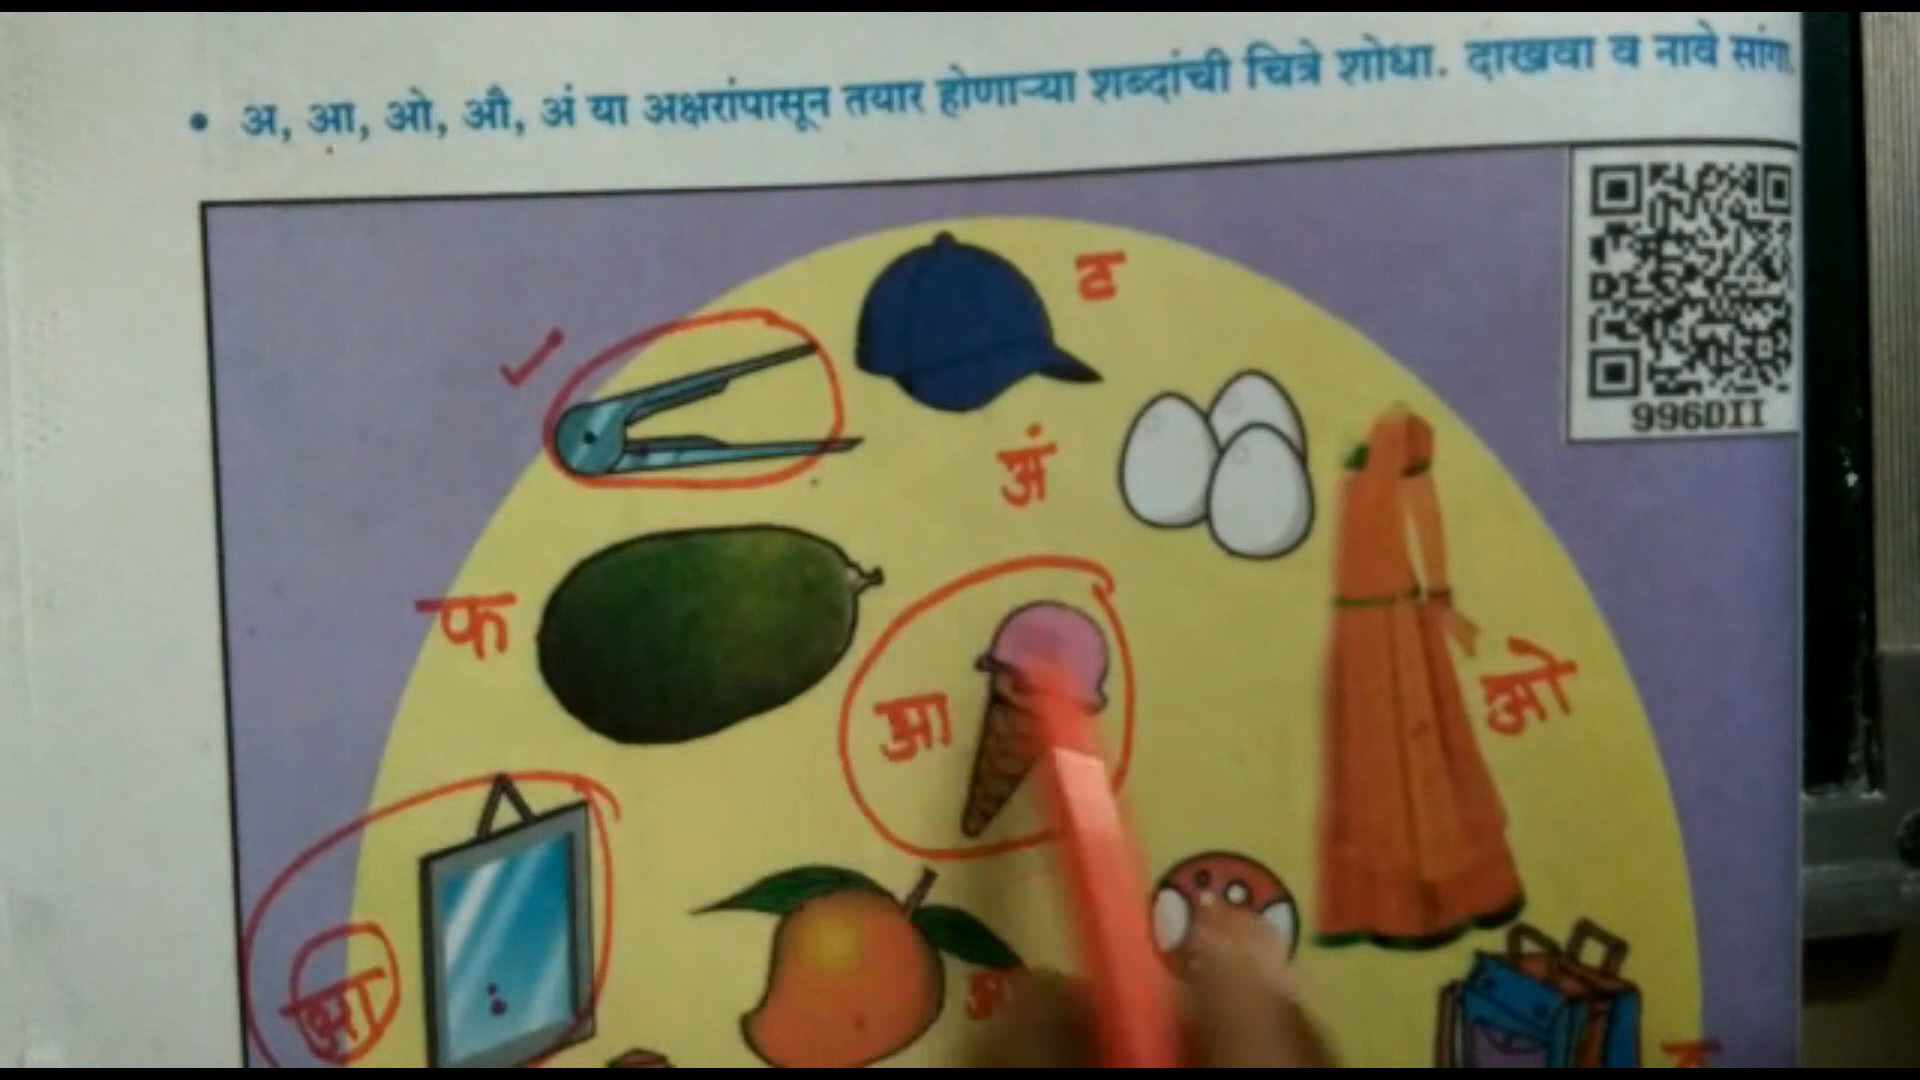 • अ, आ, ओ, औ, अं या अक्षरांपासून तयार होणाऱ्या शब्दांची चित्रे शोधा. दाखवा व नावे सांगा.
996DII
ट
अं
फ
आ
ओ
आ